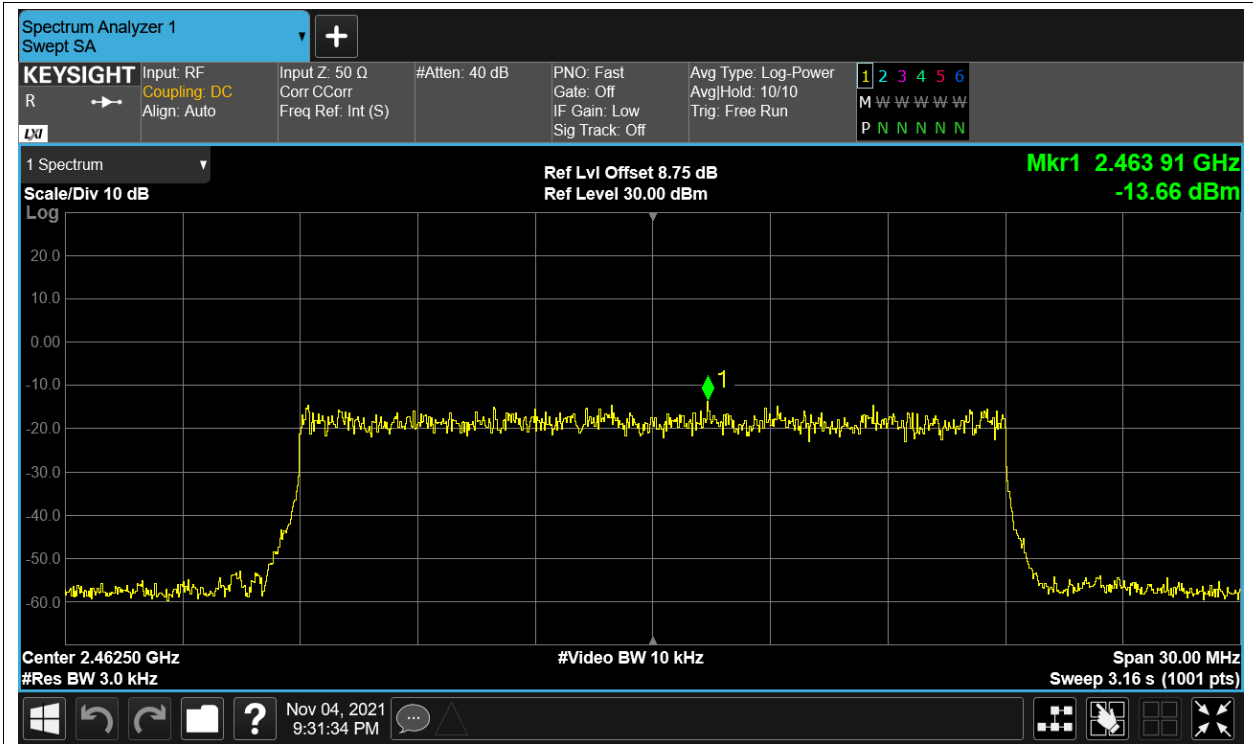 Spectrum Analyzer 1
Swept SA
KEYSIGHT
R
LXI
Input: RF
Coupling: DC
Align: Auto
Input Z: 50 Ω
Corr CCorr
Freq Ref: Int (S)
#Atten: 40 dB
PNO: Fast
Gate: Off
IF Gain: Low
Sig Track: Off
Avg Type: Log-Power
Avg|Hold: 10/10
Trig: Free Run
1 2 3 4 5 6
M W W W W W
P N N N N N
1 Spectrum
Scale/Div 10 dB
Ref Lvl Offset 8.75 dB
Ref Level 30.00 dBm
Mkr1 2.463 91 GHz
-13.66 dBm
Log
20.0
10.0
0.00
-10.0
-20.0
-30.0
-40.0
-50.0
-60.0
1
Center 2.46250 GHz
#Res BW 3.0 kHz
#Video BW 10 kHz
Span 30.00 MHz
Sweep 3.16 s (1001 pts)
?
Nov 04, 2021
9:31:34 PM